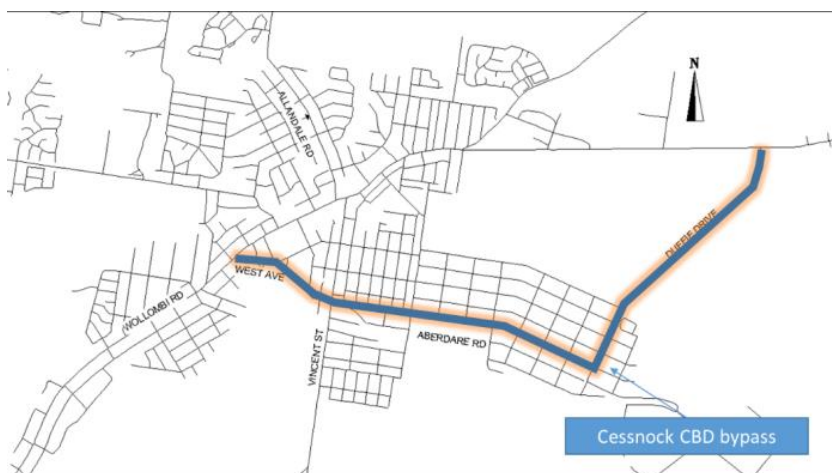 N
ALLANDALE RD
DUFFIE DRIVE
WEST AVE
WOLLOMBI RD
VINCENT ST
ABERDARE RD
Cessnock CBD bypass